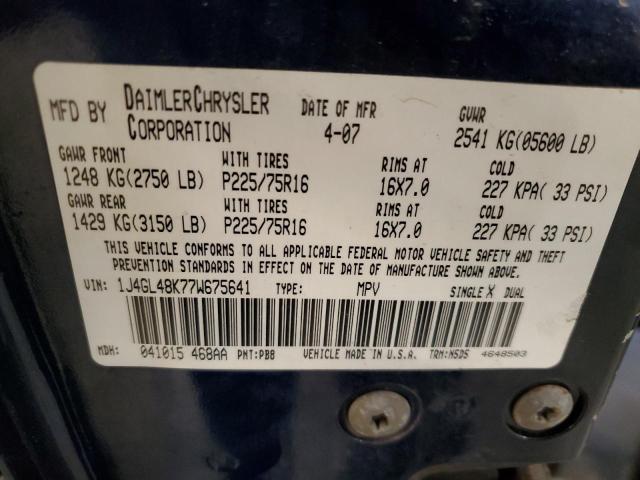 MFD BY DAIMLERCHRYSLER CORPORATION DATE OF MFR 4-07 GVWR 2541 KG(05600 LB)
GAWR FRONT WITH TIRES RIMS AT COLD
1248 KG(2750 LB) P225/75R16 16X7.0 227 KPA( 33 PSI)
GAWR REAR WITH TIRES RIMS AT COLD
1429 KG(3150 LB) P225/75R16 16X7.0 227 KPA( 33 PSI)
THIS VEHICLE CONFORMS TO ALL APPLICABLE FEDERAL MOTOR VEHICLE SAFETY AND THEFT
PREVENTION STANDARDS IN EFFECT ON THE DATE OF MANUFACTURE SHOWN ABOVE.
VIN: 1J4GL48K77W675641 TYPE: MPV SINGLE X DUAL
MDH: 041015 468AA PNT:PB8 VEHICLE MADE IN U.S.A. TRM:N5DS 4648503